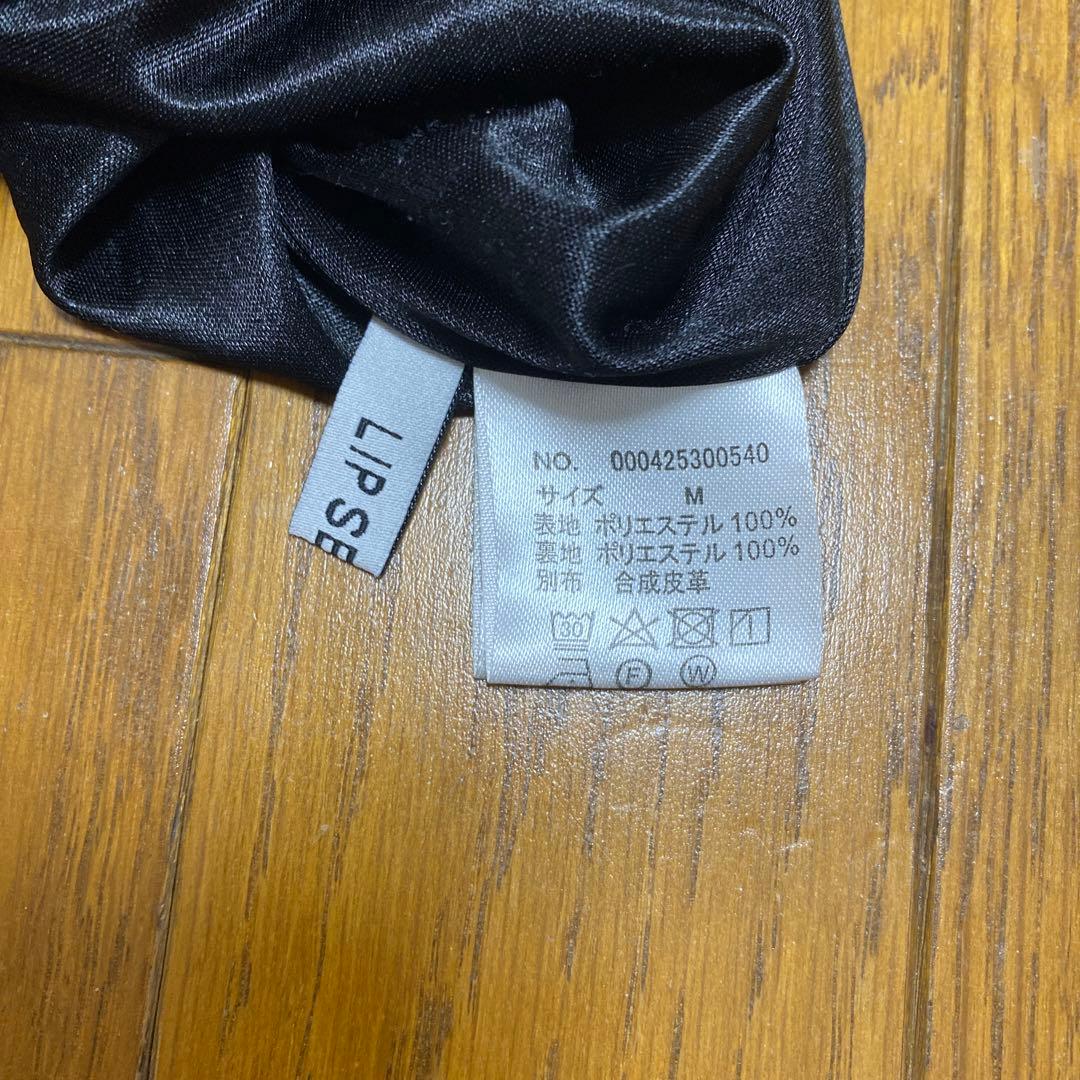 LIP SE
NO. 000425300540
サイズ M
表地 ポリエステル 100%
裏地 ポリエステル 100%
別布 合成皮革
30
F W